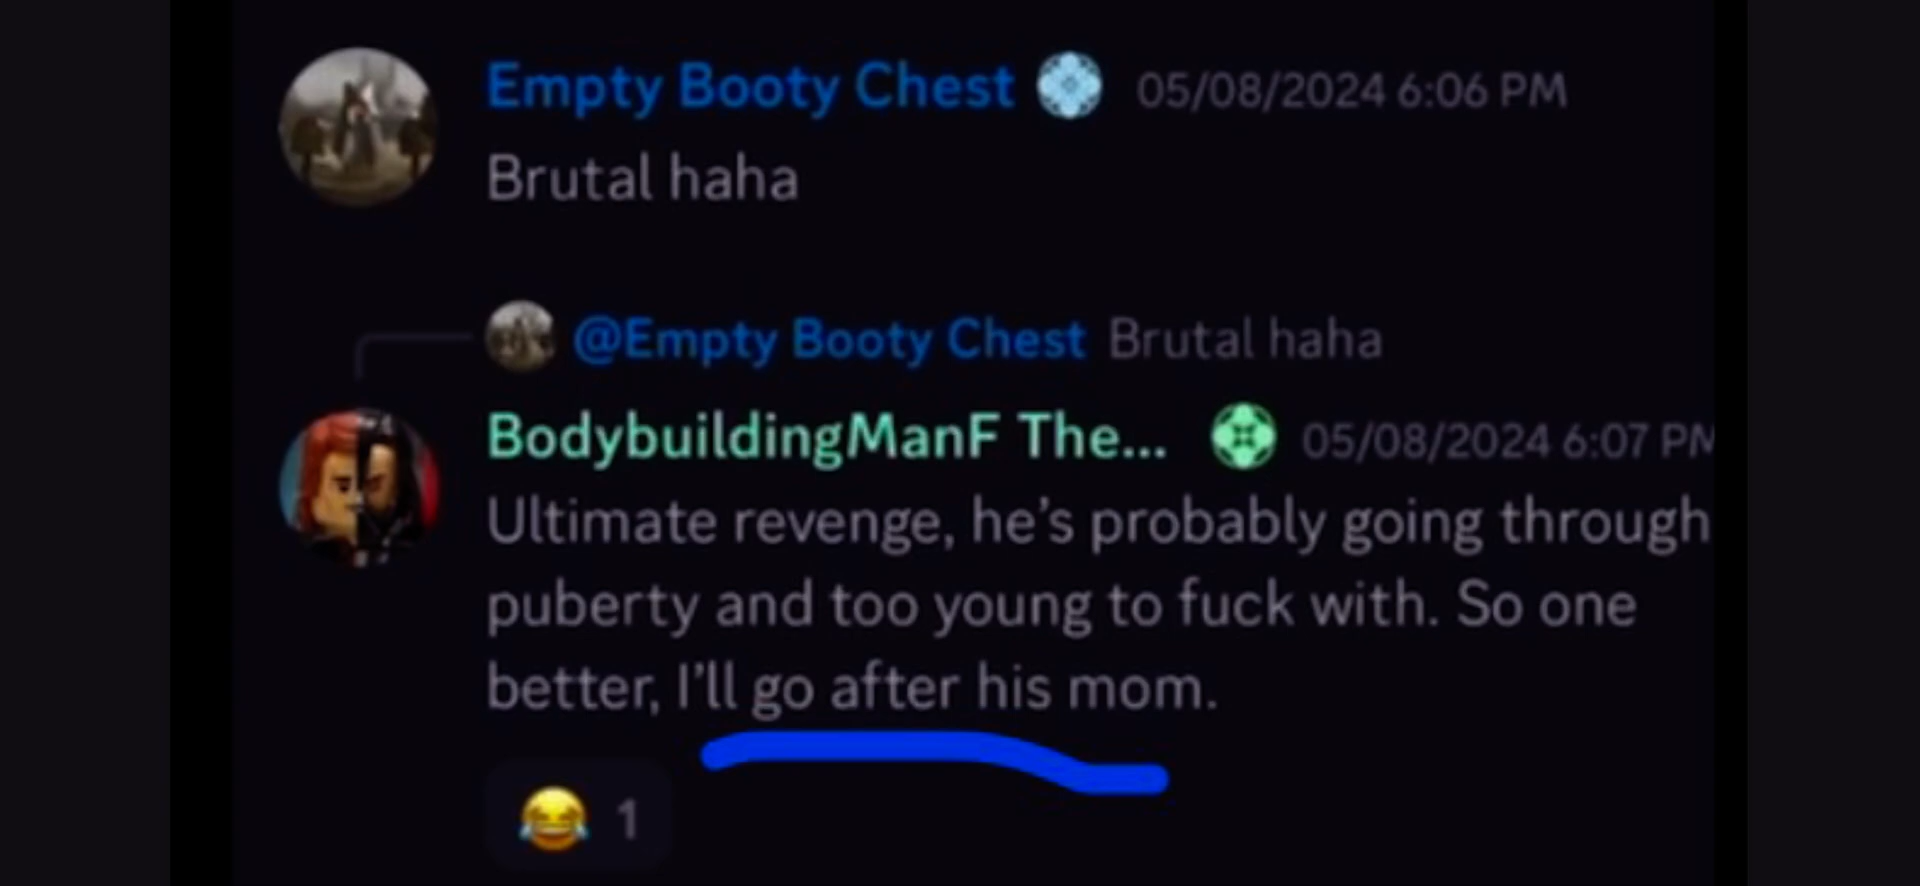 Empty Booty Chest 05/08/2024 6:06 PM
Brutal haha
@Empty Booty Chest Brutal haha
BodybuildingManF The... 05/08/2024 6:07 PM
Ultimate revenge, he's probably going through
puberty and too young to fuck with. So one
better, I'll go after his mom.
😂 1